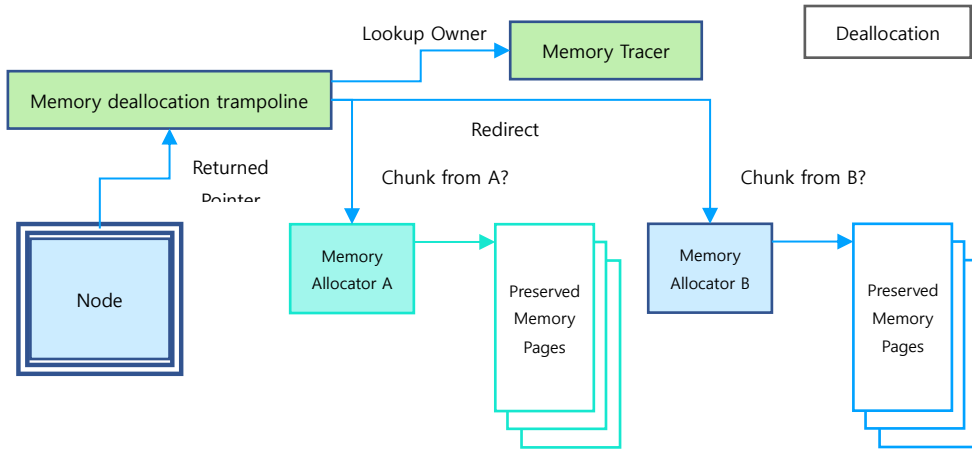 Lookup Owner
Memory Tracer
Deallocation
Memory deallocation trampoline
Redirect
Returned
Pointer
Chunk from A?
Chunk from B?
Node
Memory
Allocator A
Preserved
Memory
Pages
Memory
Allocator B
Preserved
Memory
Pages